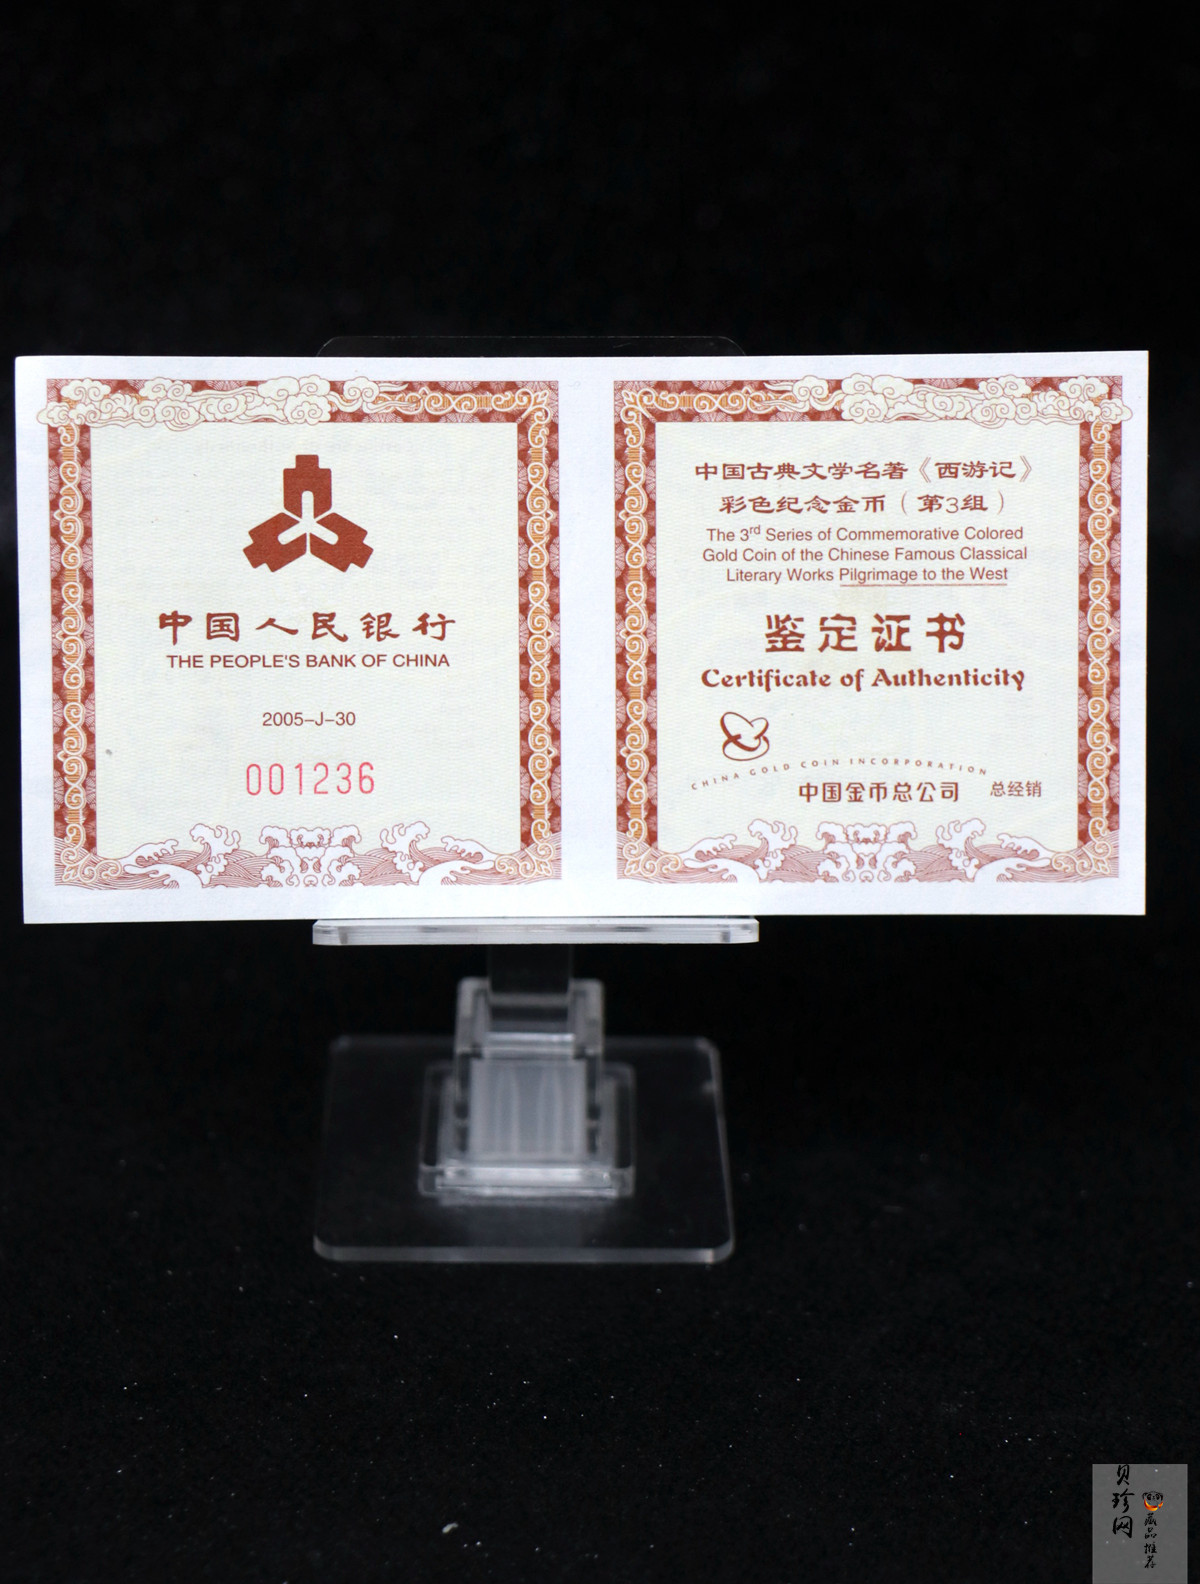 中国人民银行
THE PEOPLE'S BANK OF CHINA
2005-J-30
001236
中国古典文学名著《西游记》
彩色纪念金币(第3组)
The 3rd Series of Commemorative Colored
Gold Coin of the Chinese Famous Classical
Literary Works Pilgrimage to the West
鉴定证书
Certificate of Authenticity
CHINA GOLD COIN INCORPORATION
中国金币总公司 总经销
贝珍网
藏品推荐